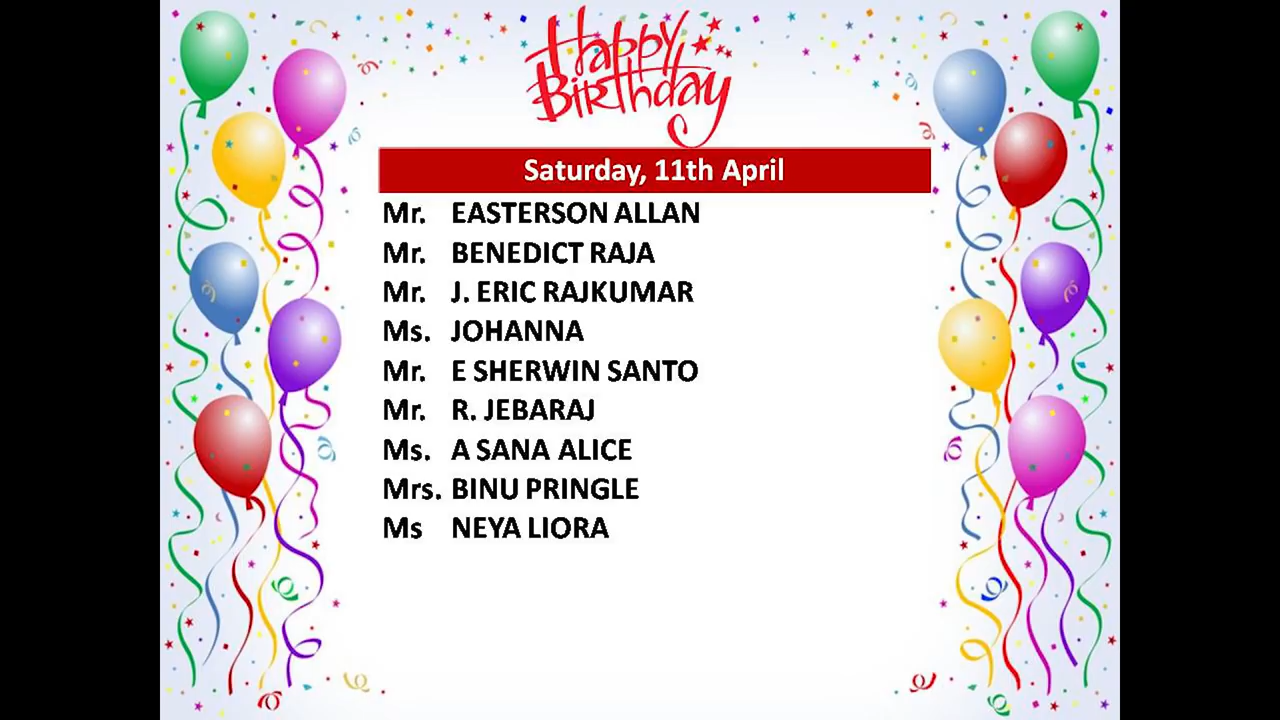 Happy
Birthday
Saturday, 11th April
Mr. EASTERSON ALLAN
Mr. BENEDICT RAJA
Mr. J. ERIC RAJKUMAR
Ms. JOHANNA
Mr. E SHERWIN SANTO
Mr. R. JEBARAJ
Ms. A SANA ALICE
Mrs. BINU PRINGLE
Ms NEYA LIORA